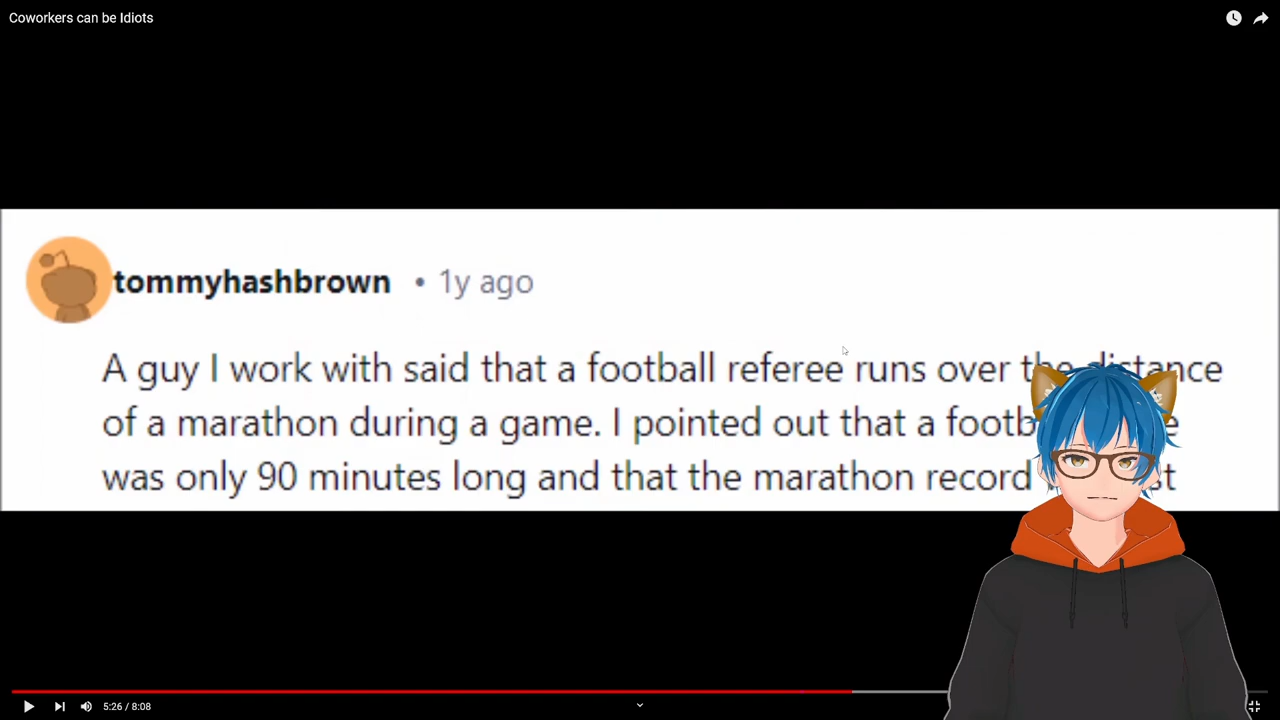 Coworkers can be Idiots
tommyhashbrown • 1y ago
A guy I work with said that a football referee runs over the distance
of a marathon during a game. I pointed out that a footb
was only 90 minutes long and that the marathon record
5:26 / 8:08